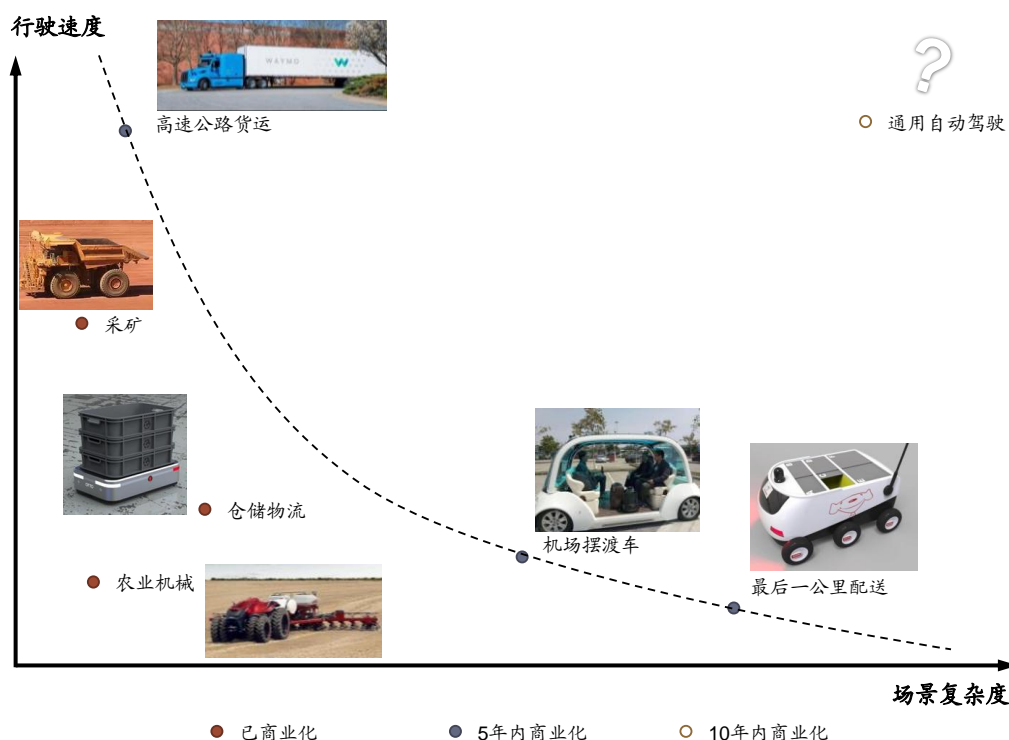 行驶速度
WAYMO
高速公路货运
?
通用自动驾驶
采矿
仓储物流
机场摆渡车
农业机械
最后一公里配送
场景复杂度
已商业化
5年内商业化
10年内商业化